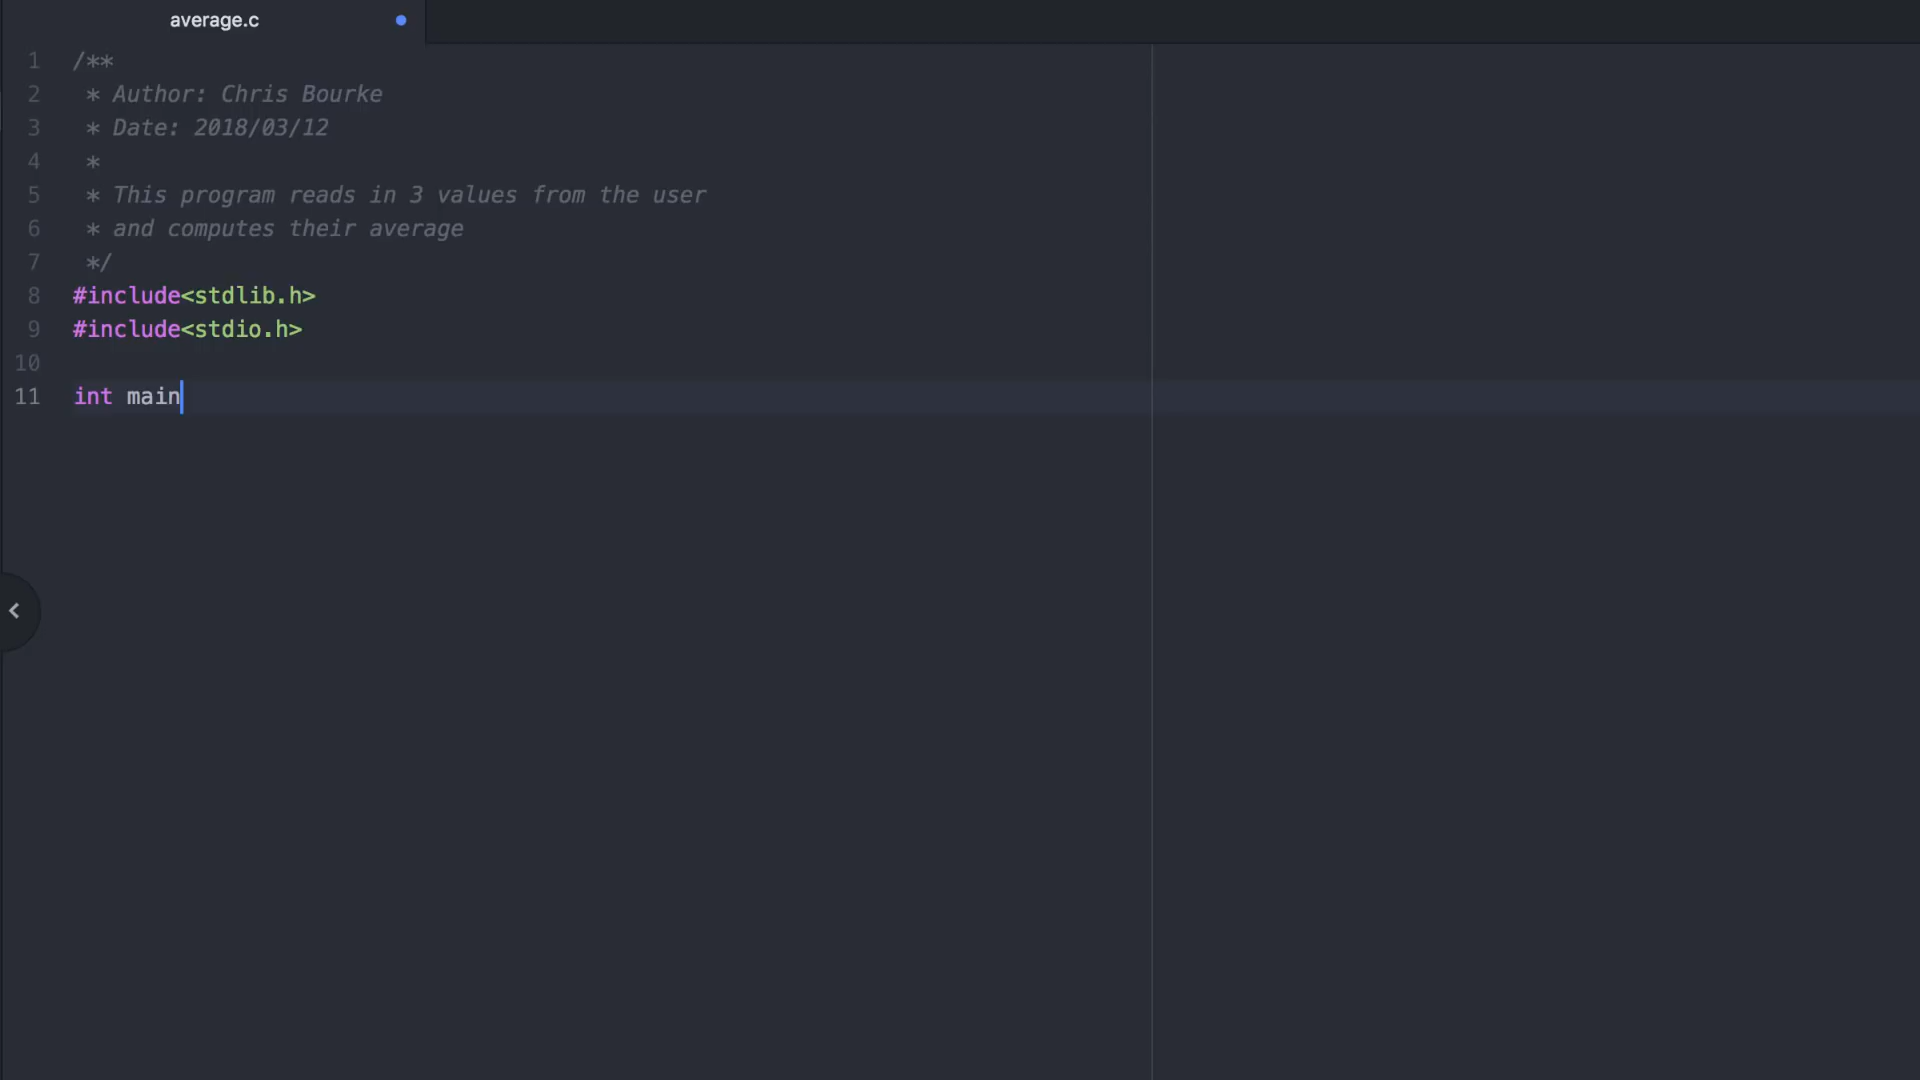 average.c
1 /**
2  * Author: Chris Bourke
3  * Date: 2018/03/12
4  *
5  * This program reads in 3 values from the user
6  * and computes their average
7  */
8 #include<stdlib.h>
9 #include<stdio.h>
10
11 int main